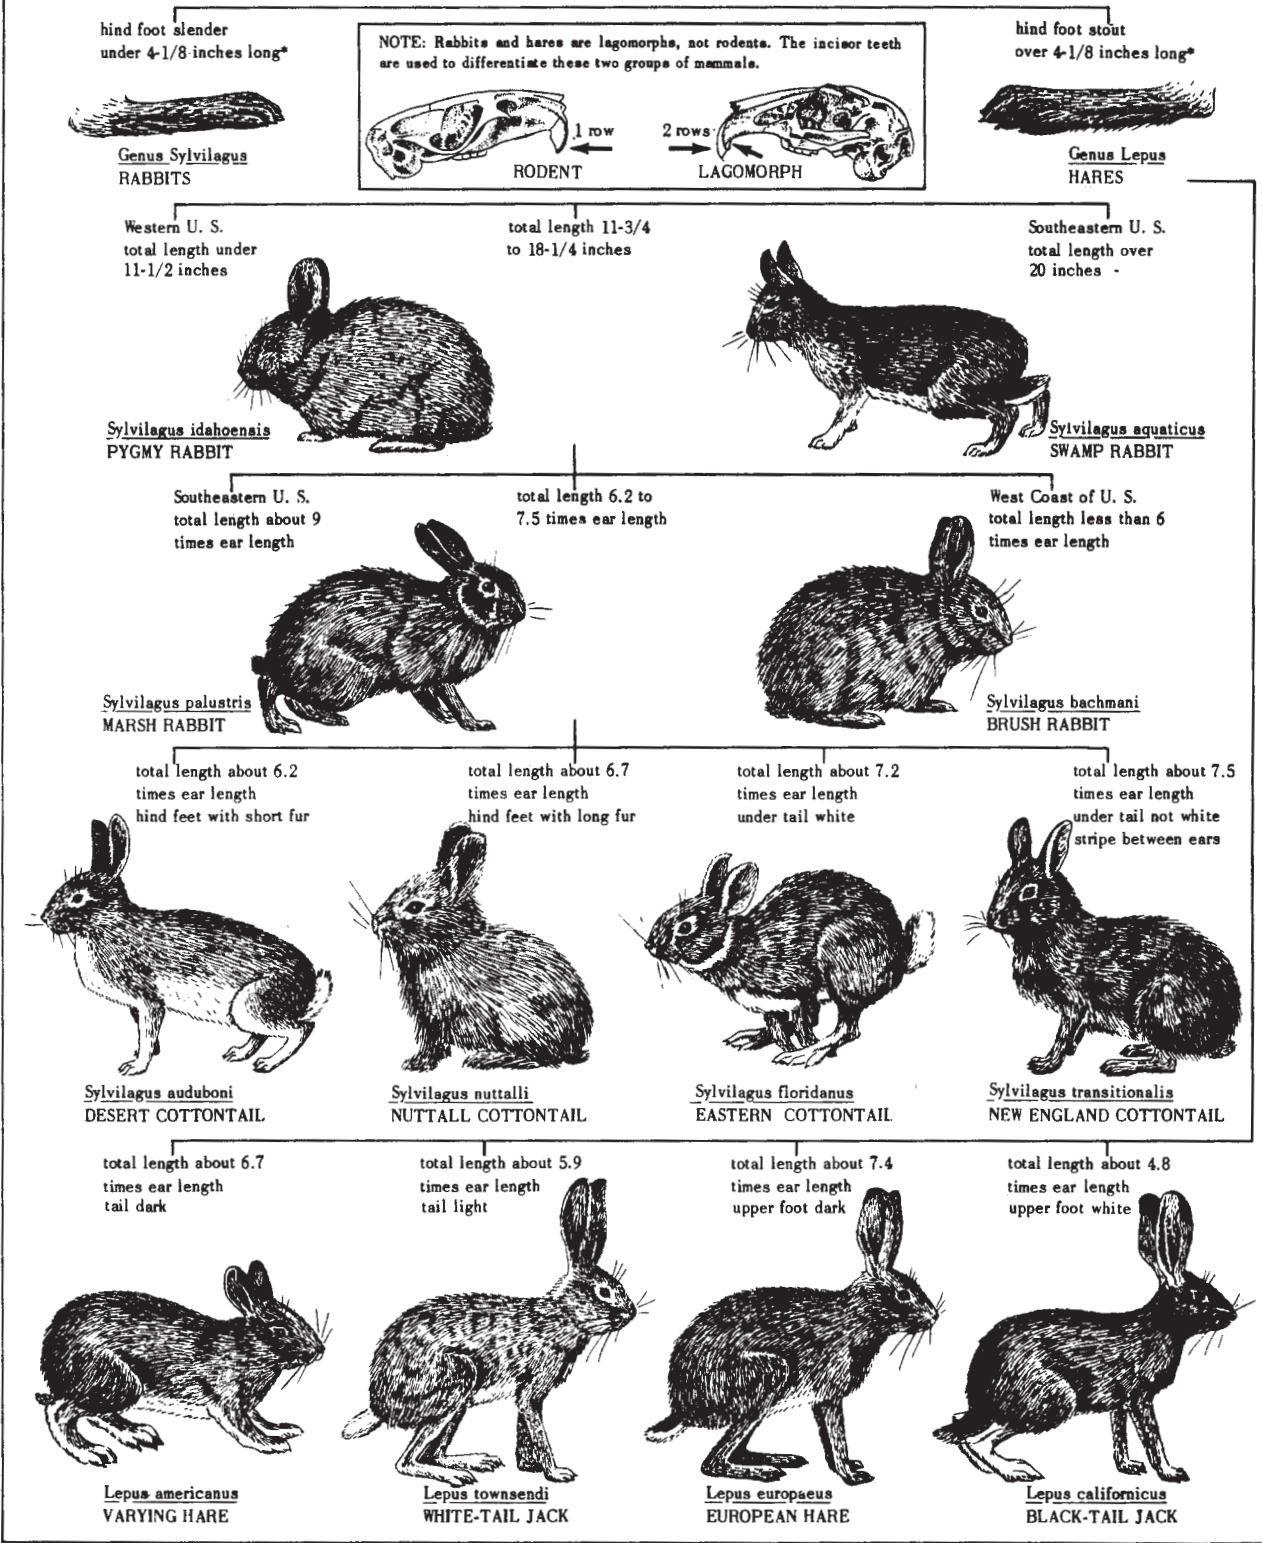 hind foot slender
under 4-1/8 inches long*
Genus Sylvilagus
RABBITS
NOTE: Rabbits and hares are lagomorphs, not rodents. The incisor teeth
are used to differentiate these two groups of mammals.
1 row
RODENT
2 rows
LAGOMORPH
hind foot stout
over 4-1/8 inches long*
Genus Lepus
HARES
Western U. S.
total length under
11-1/2 inches
total length 11-3/4
to 18-1/4 inches
Southeastern U. S.
total length over
20 inches -
Sylvilagus idahoensis
PYGMY RABBIT
Sylvilagus aquaticus
SWAMP RABBIT
Southeastern U. S.
total length about 9
times ear length
total length 6.2 to
7.5 times ear length
West Coast of U. S.
total length less than 6
times ear length
Sylvilagus palustris
MARSH RABBIT
Sylvilagus bachmani
BRUSH RABBIT
total length about 6.2
times ear length
hind feet with short fur
total length about 6.7
times ear length
hind feet with long fur
total length about 7.2
times ear length
under tail white
total length about 7.5
times ear length
under tail not white
stripe between ears
Sylvilagus auduboni
DESERT COTTONTAIL
Sylvilagus nuttalli
NUTTALL COTTONTAIL
Sylvilagus floridanus
EASTERN COTTONTAIL
Sylvilagus transitionalis
NEW ENGLAND COTTONTAIL
total length about 6.7
times ear length
tail dark
total length about 5.9
times ear length
tail light
total length about 7.4
times ear length
upper foot dark
total length about 4.8
times ear length
upper foot white
Lepus americanus
VARYING HARE
Lepus townsendi
WHITE-TAIL JACK
Lepus europaeus
EUROPEAN HARE
Lepus californicus
BLACK-TAIL JACK